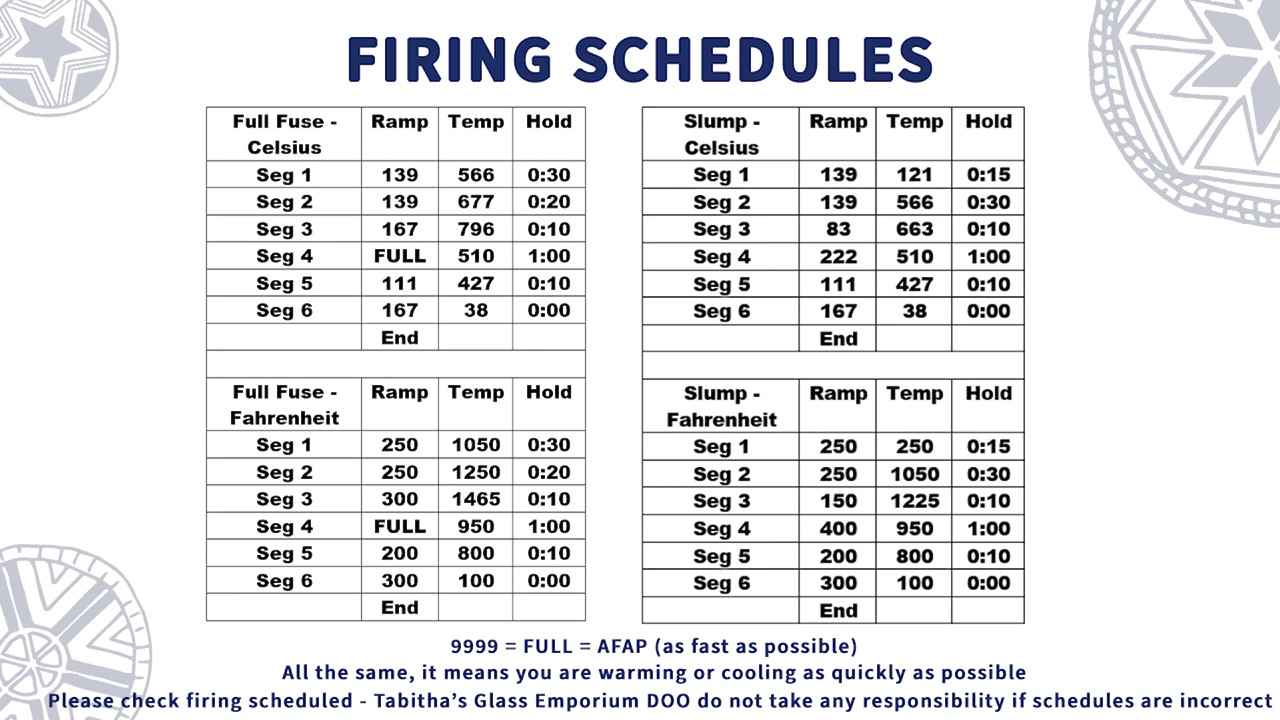 FIRING SCHEDULES
Full Fuse - Celsius Ramp Temp Hold
Seg 1 139 566 0:30
Seg 2 139 677 0:20
Seg 3 167 796 0:10
Seg 4 FULL 510 1:00
Seg 5 111 427 0:10
Seg 6 167 38 0:00
End
Full Fuse - Fahrenheit Ramp Temp Hold
Seg 1 250 1050 0:30
Seg 2 250 1250 0:20
Seg 3 300 1465 0:10
Seg 4 FULL 950 1:00
Seg 5 200 800 0:10
Seg 6 300 100 0:00
End
Slump - Celsius Ramp Temp Hold
Seg 1 139 121 0:15
Seg 2 139 566 0:30
Seg 3 83 663 0:10
Seg 4 222 510 1:00
Seg 5 111 427 0:10
Seg 6 167 38 0:00
End
Slump - Fahrenheit Ramp Temp Hold
Seg 1 250 250 0:15
Seg 2 250 1050 0:30
Seg 3 150 1225 0:10
Seg 4 400 950 1:00
Seg 5 200 800 0:10
Seg 6 300 100 0:00
End
9999 = FULL = AFAP (as fast as possible)
All the same, it means you are warming or cooling as quickly as possible
Please check firing scheduled - Tabitha’s Glass Emporium DOO do not take any responsibility if schedules are incorrect